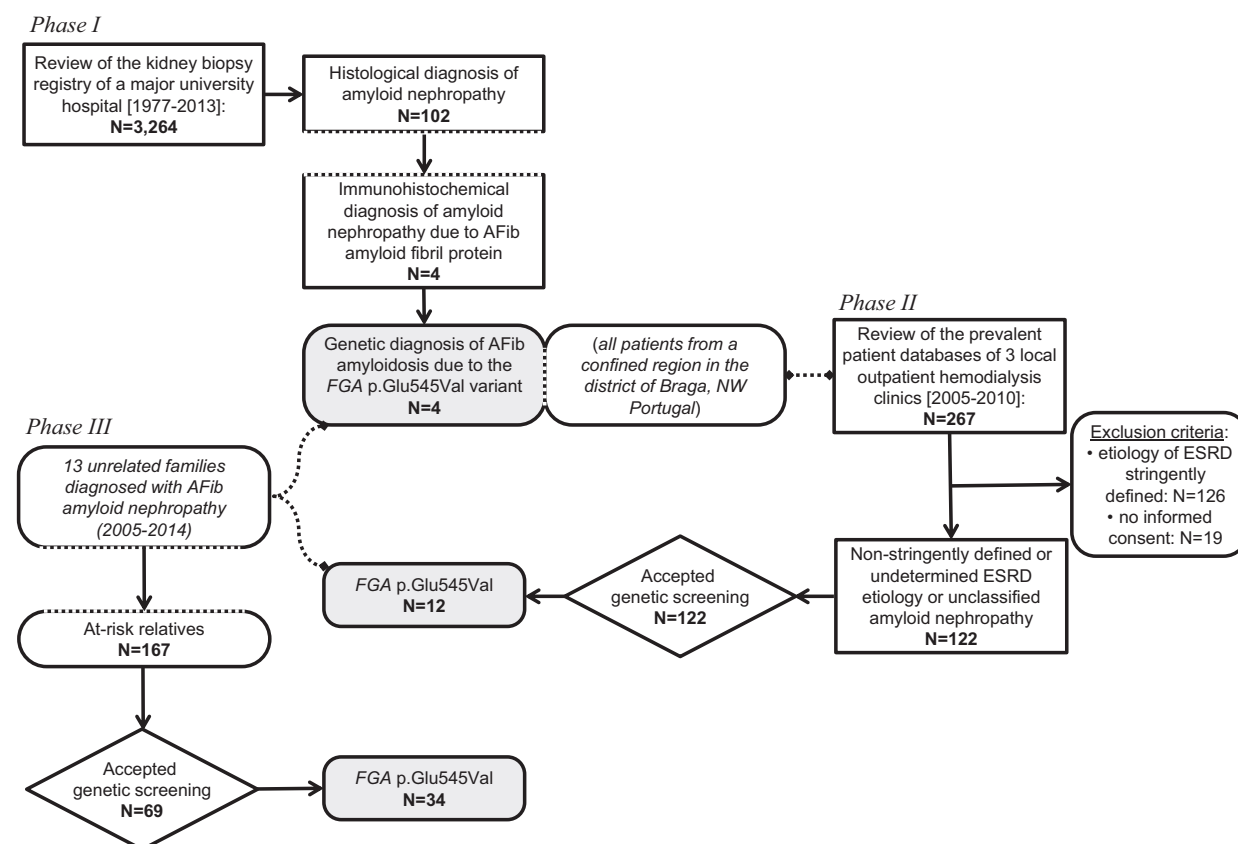 Phase I
Review of the kidney biopsy
registry of a major university
hospital [1977-2013]:
N=3,264
Histological diagnosis of
amyloid nephropathy
N=102
Immunohistochemical
diagnosis of amyloid
nephropathy due to AFib
amyloid fibril protein
N=4
Genetic diagnosis of AFib
amyloidosis due to the
FGA p.Glu545Val variant
N=4
(all patients from a
confined region in the
district of Braga, NW
Portugal)
Phase II
Review of the prevalent
patient databases of 3 local
outpatient hemodialysis
clinics [2005-2010]:
N=267
Exclusion criteria:
• etiology of ESRD
stringently
defined: N=126
• no informed
consent: N=19
Non-stringently defined or
undetermined ESRD
etiology or unclassified
amyloid nephropathy
N=122
Accepted
genetic screening
N=122
FGA p.Glu545Val
N=12
Phase III
13 unrelated families
diagnosed with AFib
amyloid nephropathy
(2005-2014)
At-risk relatives
N=167
Accepted
genetic screening
N=69
FGA p.Glu545Val
N=34